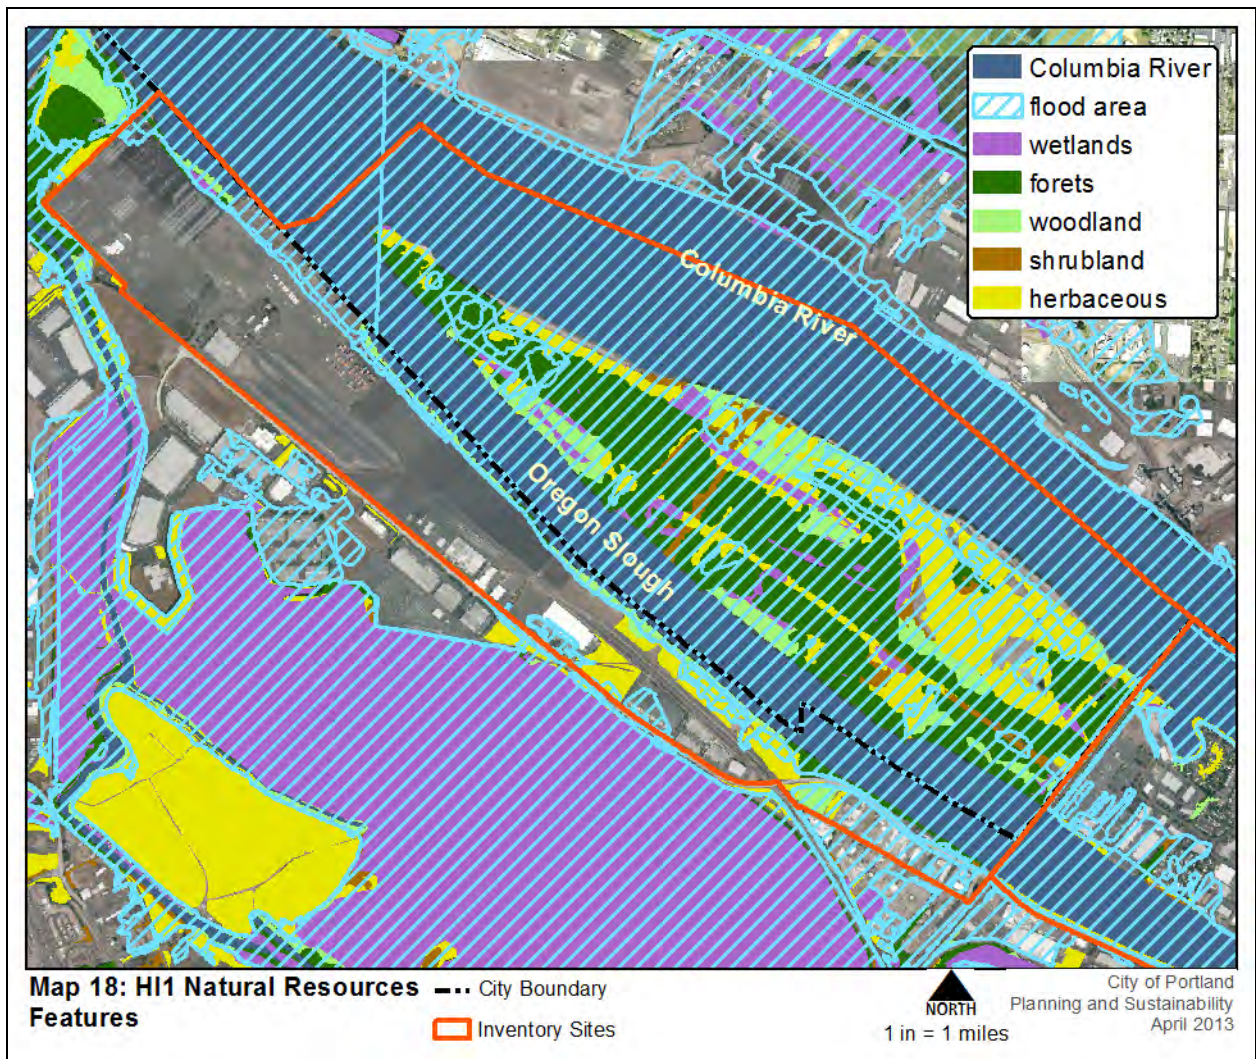 Columbia River
flood area
wetlands
forets
woodland
shrubland
herbaceous
Columbia River
Oregon Slough
Map 18: HI1 Natural Resources
Features
City Boundary
Inventory Sites
NORTH
1 in = 1 miles
City of Portland
Planning and Sustainability
April 2013